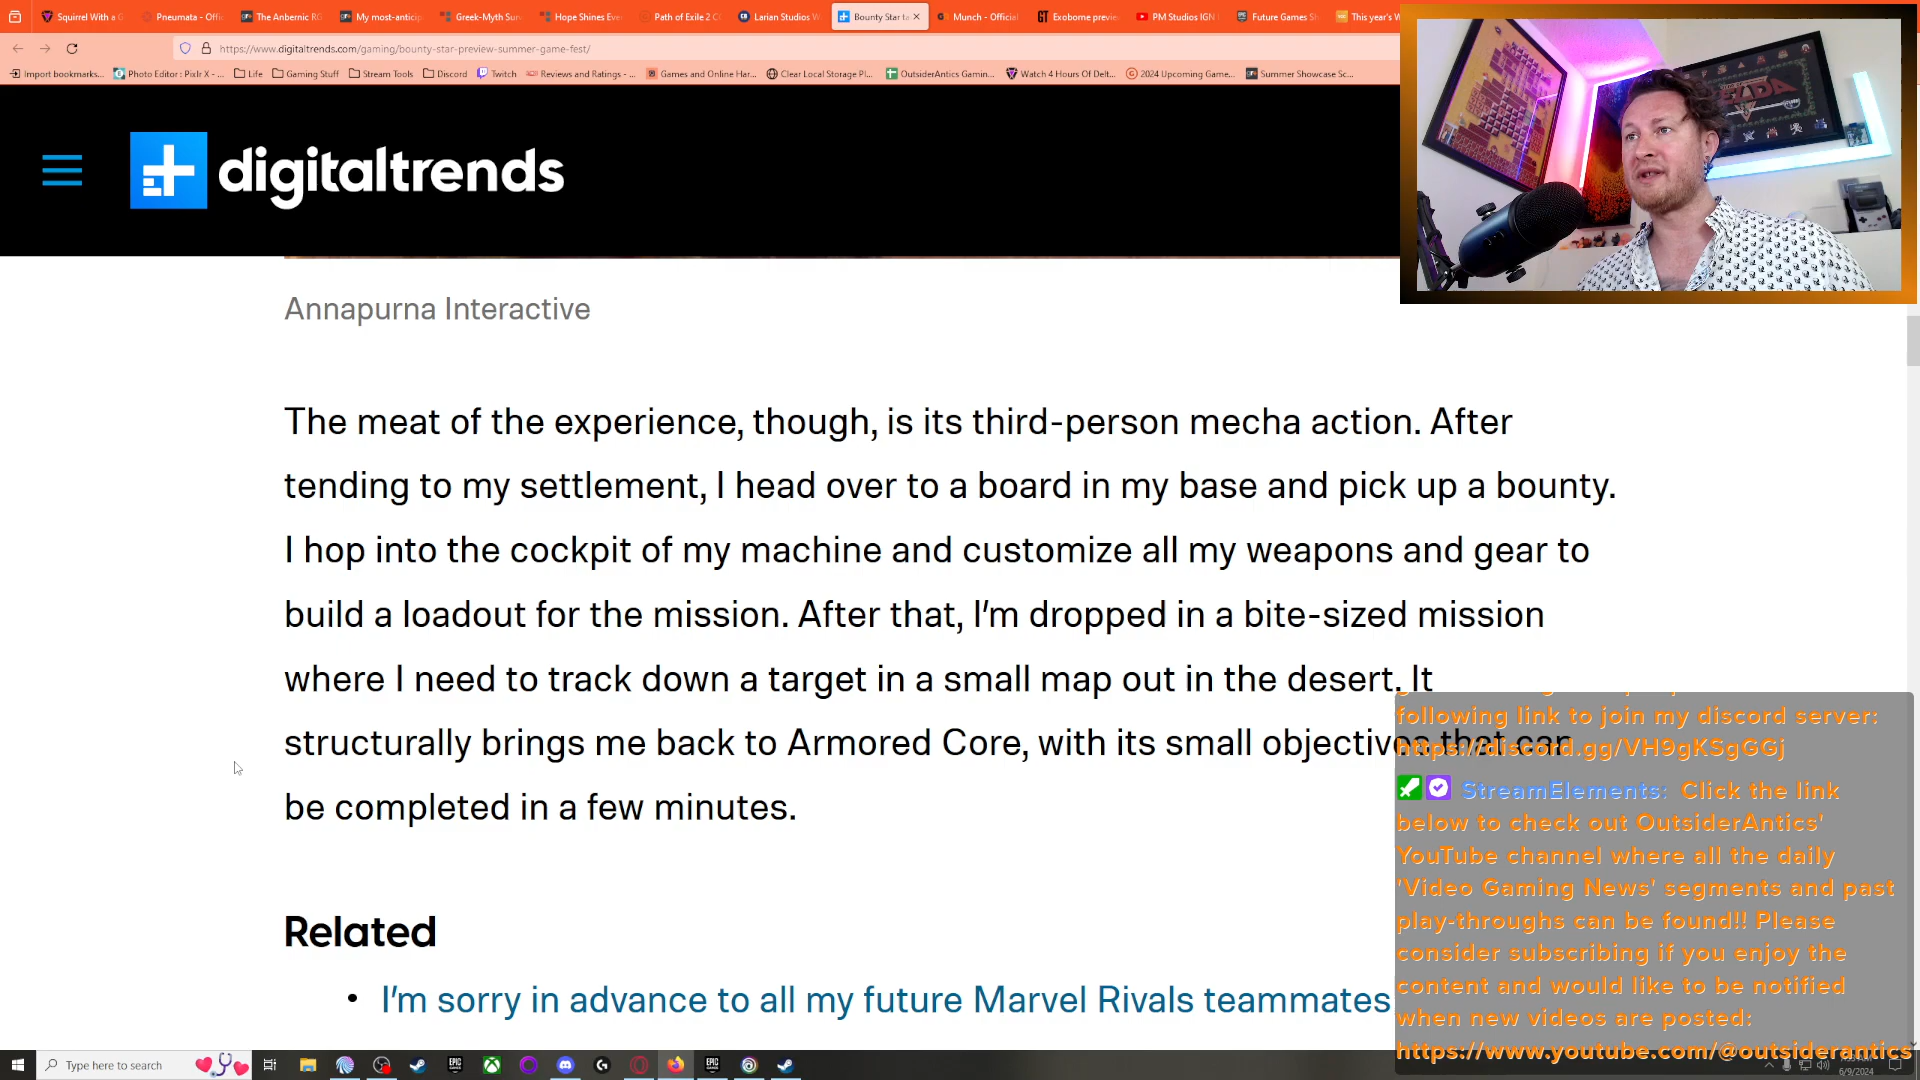 Squirrel With a G
Pneumata - Offic
The Anbernic RG
My most-anticip
Greek-Myth Surv
Hope Shines Eve
Path of Exile 2 CO
Larian Studios W
Bounty Star ta
Munch - Official
Exoborne previe
PM Studios IGN
Future Games Sh
This year's W
https://www.digitaltrends.com/gaming/bounty-star-preview-summer-game-fest/
Import bookmarks...
Photo Editor : Pixlr X - ...
Life
Gaming Stuff
Stream Tools
Discord
Twitch
Reviews and Ratings - ...
Games and Online Har...
Clear Local Storage Pl...
OutsiderAntics Gamin...
Watch 4 Hours Of Delt...
2024 Upcoming Game...
Summer Showcase Sc...
digitaltrends
Annapurna Interactive
The meat of the experience, though, is its third-person mecha action. After
tending to my settlement, I head over to a board in my base and pick up a bounty.
I hop into the cockpit of my machine and customize all my weapons and gear to
build a loadout for the mission. After that, I'm dropped in a bite-sized mission
where I need to track down a target in a small map out in the desert. It
structurally brings me back to Armored Core, with its small objectives that can
be completed in a few minutes.
Related
• I'm sorry in advance to all my future Marvel Rivals teammates
following link to join my discord server:
https://discord.gg/VH9gKSgGGj
StreamElements: Click the link
below to check out OutsiderAntics'
YouTube channel where all the daily
'Video Gaming News' segments and past
play-throughs can be found!! Please
consider subscribing if you enjoy the
content and would like to be notified
when new videos are posted:
https://www.youtube.com/@outsiderantics
Type here to search
6/9/2024